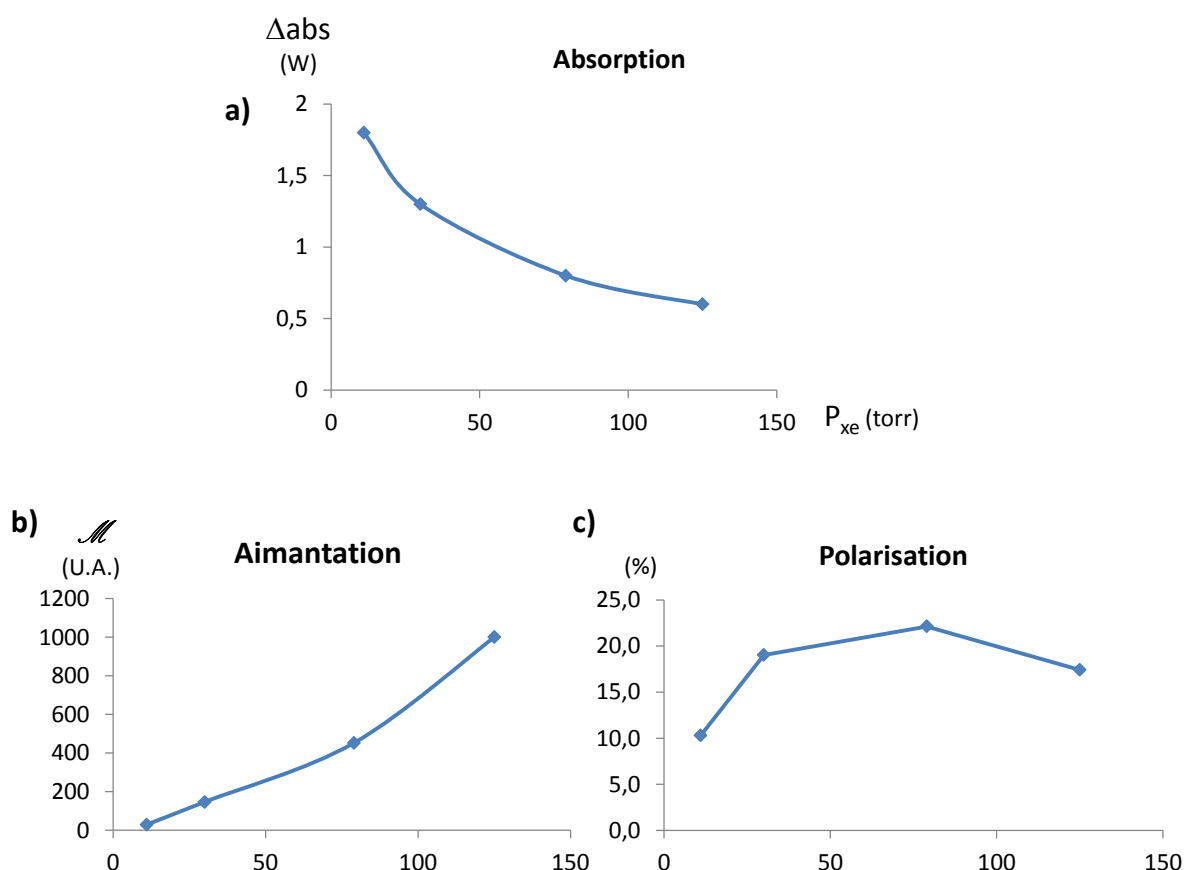 Δabs
(W)
Absorption
a)
2
1,5
1
0,5
0
0
50
100
150
P_xe (torr)
b)
ℳ
(U.A.)
Aimantation
1200
1000
800
600
400
200
0
0
50
100
150
c)
(%)
Polarisation
25,0
20,0
15,0
10,0
5,0
0,0
0
50
100
150